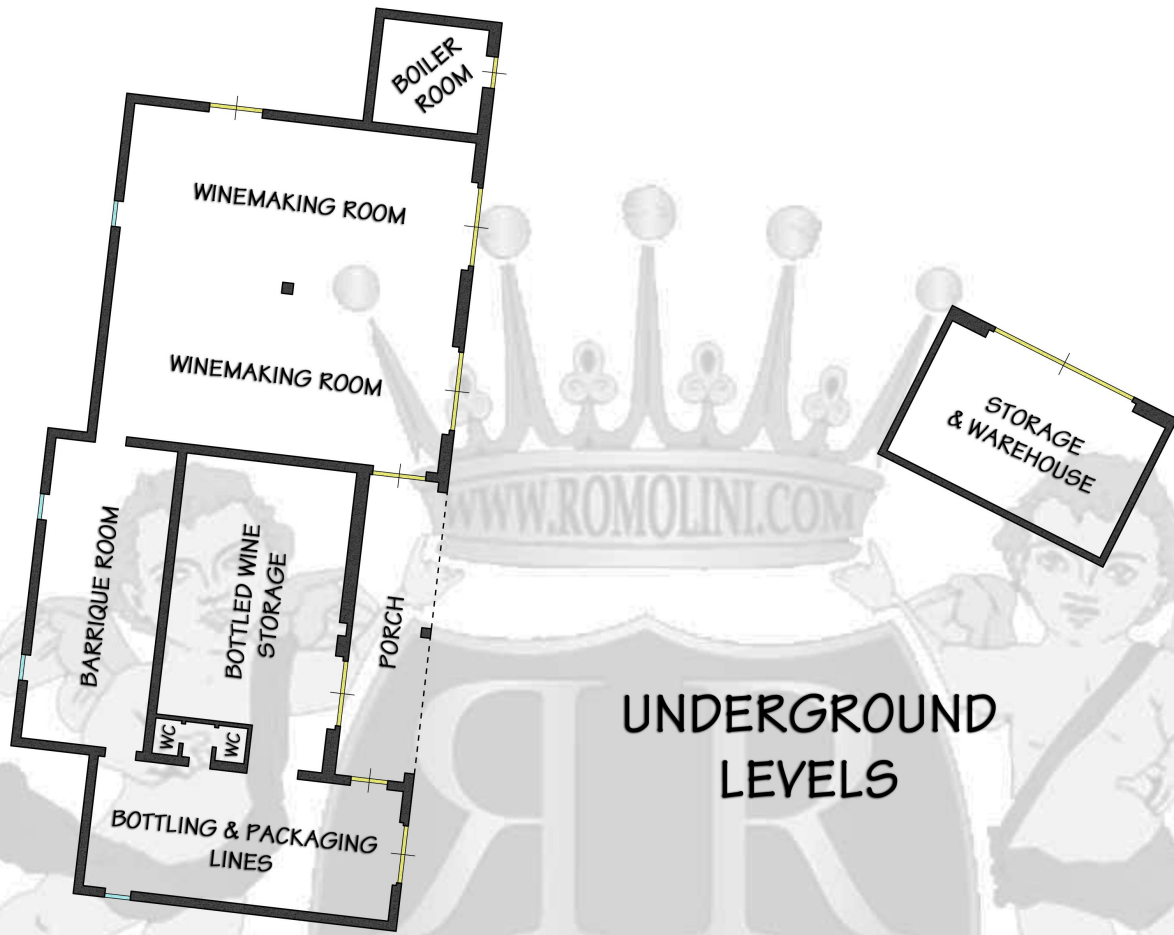 BOILER
ROOM
WINEMAKING ROOM
WINEMAKING ROOM
STORAGE
& WAREHOUSE
WWW.ROMOLINI.COM
BARRIQUE ROOM
BOTTLED WINE
STORAGE
PORCH
WC
WC
UNDERGROUND
LEVELS
BOTTLING & PACKAGING
LINES
R R